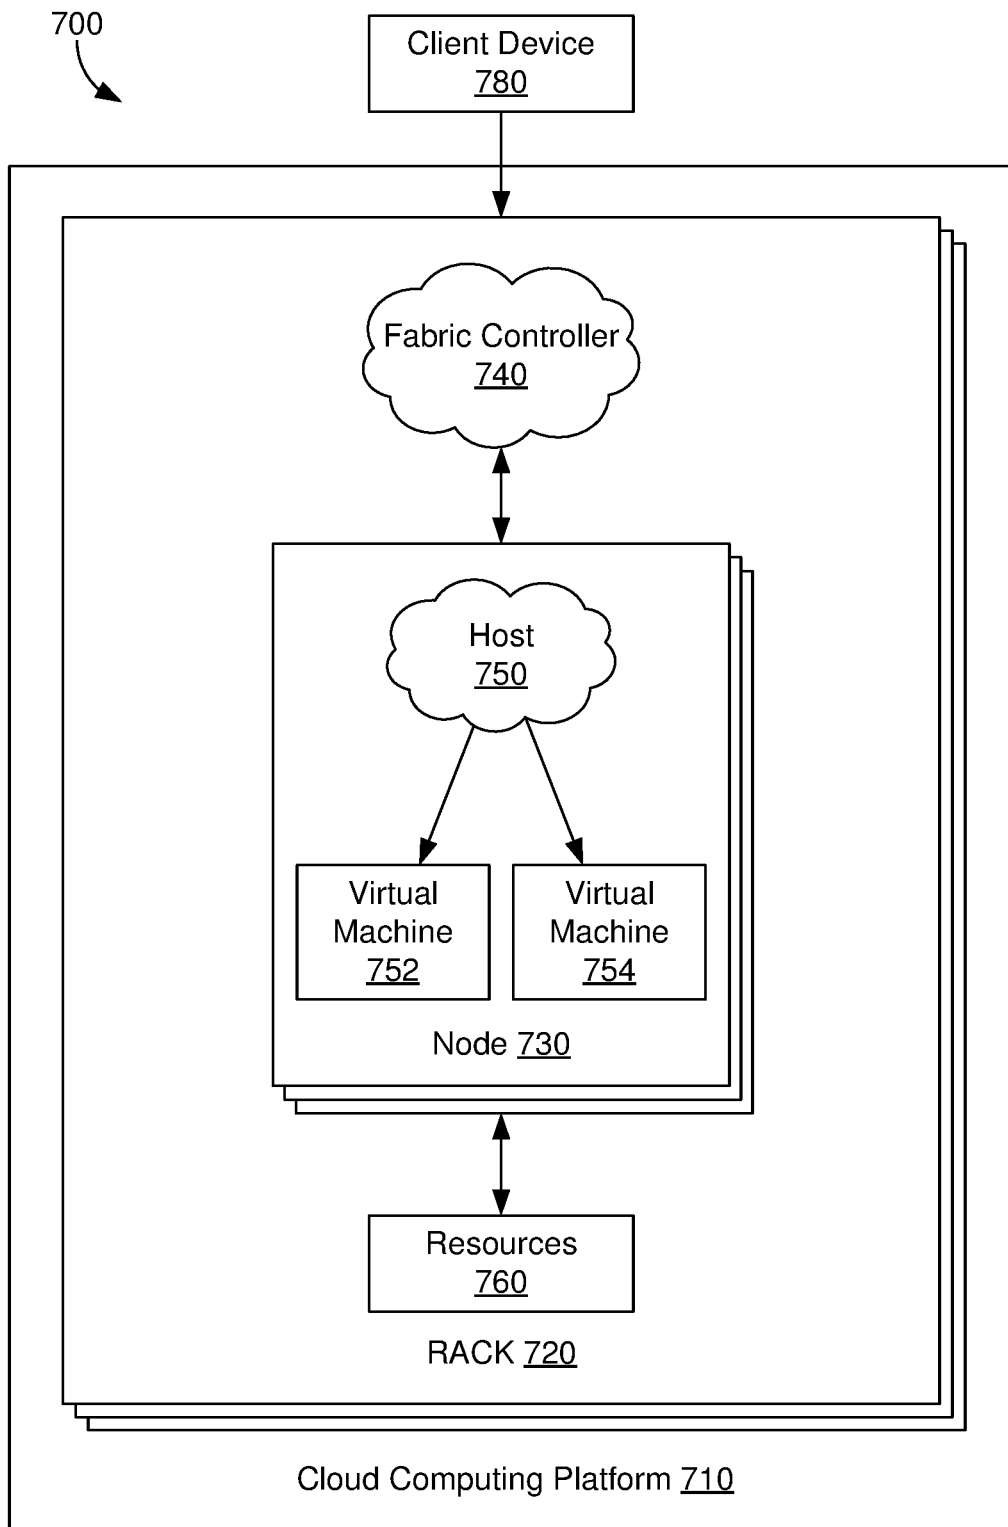 700
Client Device
780
Fabric Controller
740
Host
750
Virtual
Machine
752
Virtual
Machine
754
Node 730
Resources
760
RACK 720
Cloud Computing Platform 710